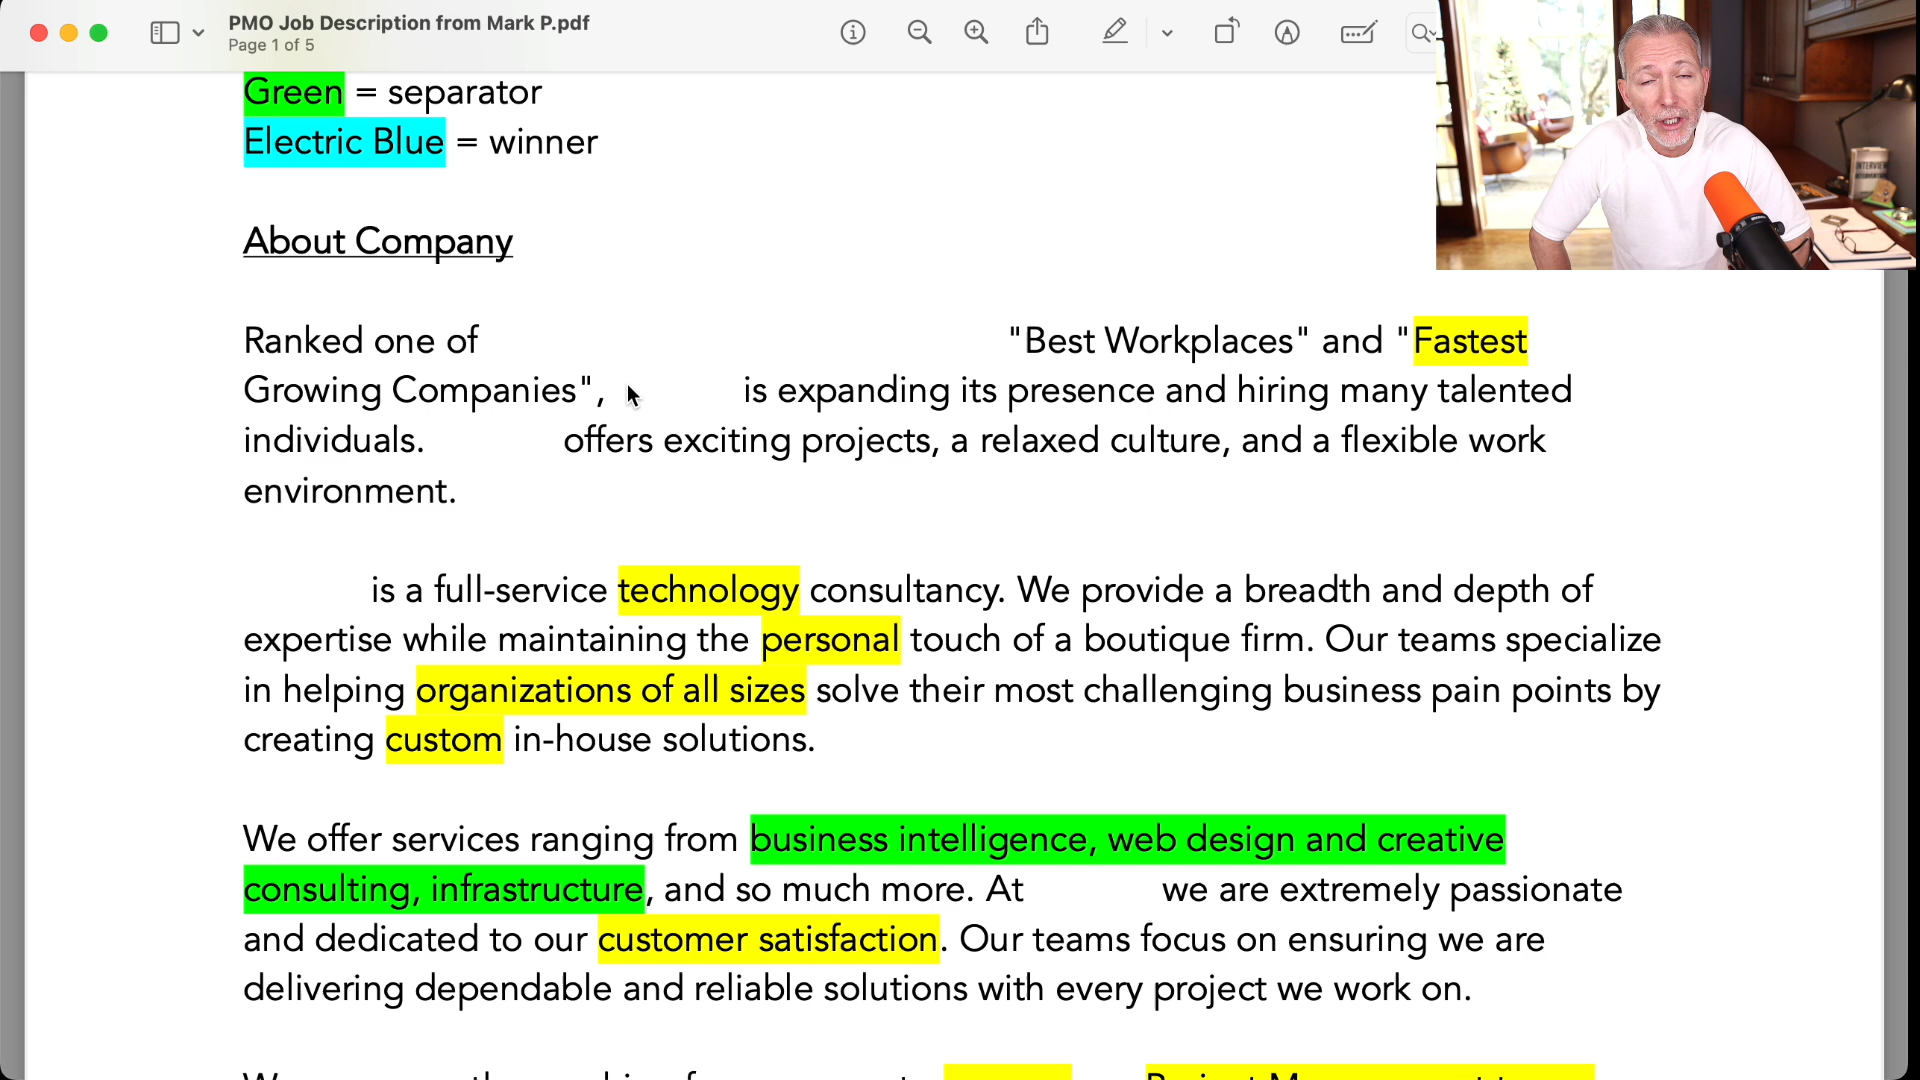 PMO Job Description from Mark P.pdf
Page 1 of 5
Green = separator
Electric Blue = winner
About Company
Ranked one of "Best Workplaces" and "Fastest
Growing Companies", is expanding its presence and hiring many talented
individuals. offers exciting projects, a relaxed culture, and a flexible work
environment.
is a full-service technology consultancy. We provide a breadth and depth of
expertise while maintaining the personal touch of a boutique firm. Our teams specialize
in helping organizations of all sizes solve their most challenging business pain points by
creating custom in-house solutions.
We offer services ranging from business intelligence, web design and creative
consulting, infrastructure, and so much more. At we are extremely passionate
and dedicated to our customer satisfaction. Our teams focus on ensuring we are
delivering dependable and reliable solutions with every project we work on.